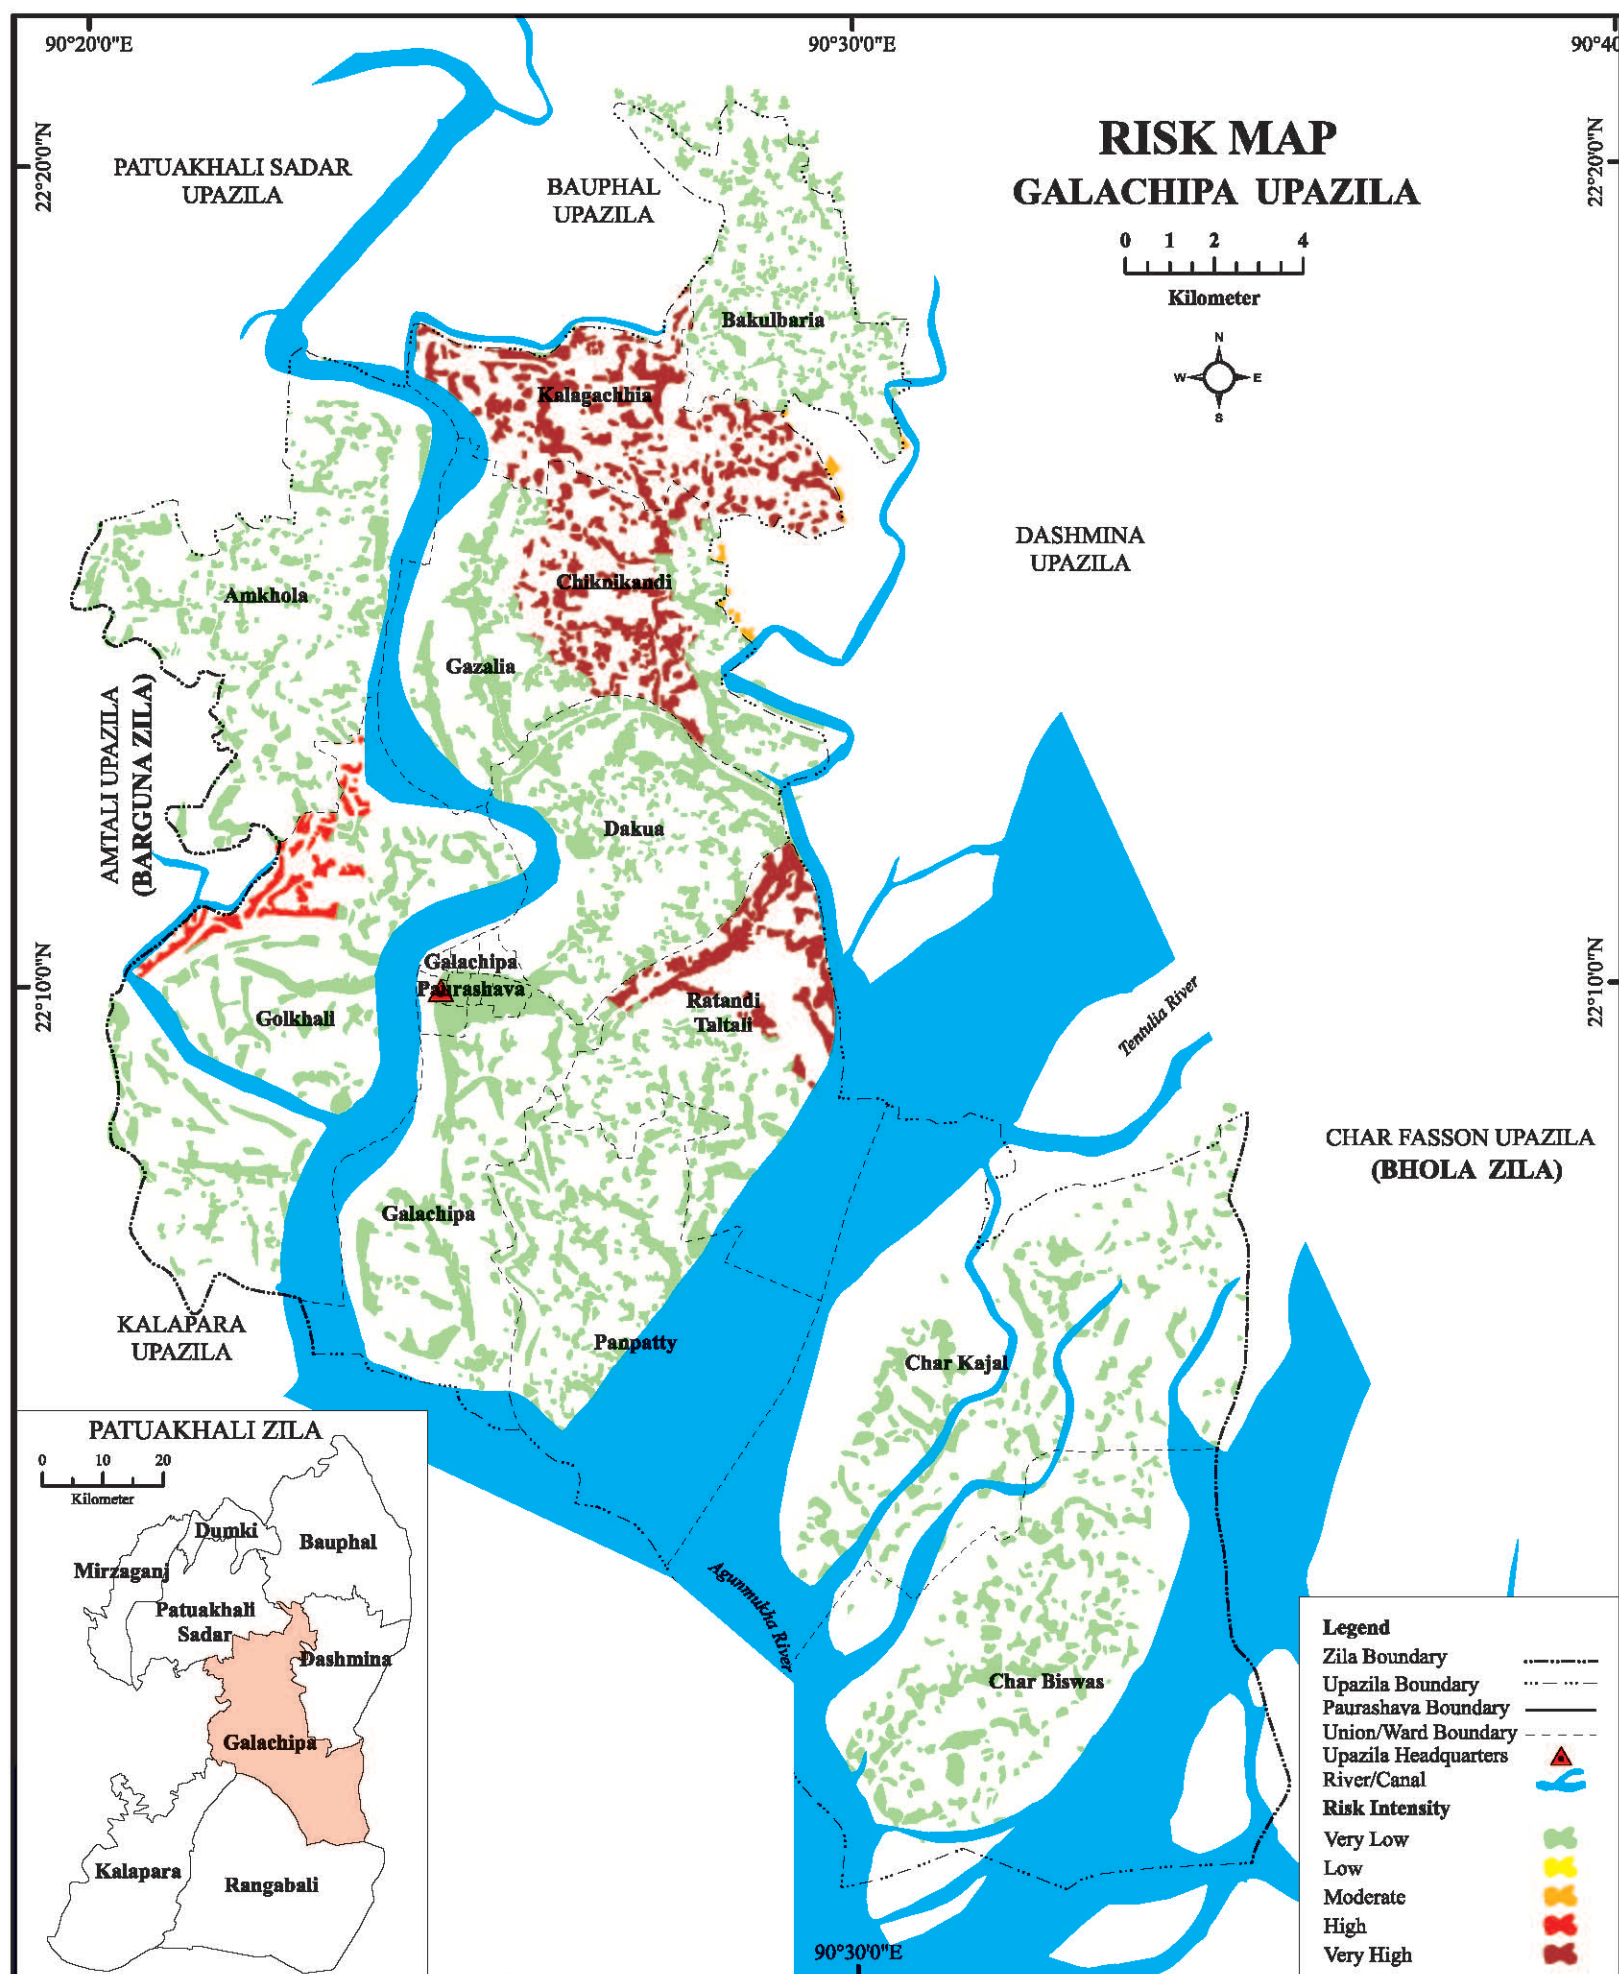 90°20'0"E
90°30'0"E
22°20'0"N
22°20'0"N
RISK MAP
GALACHIPA UPAZILA
0 1 2 4
Kilometer
N
W E
S
PATUAKHALI SADAR
UPAZILA
BAUPHAL
UPAZILA
Bakulbaria
Kalagachhia
DASHMINA
UPAZILA
Chiknikandi
Amkhola
Gazalia
AMTALI UPAZILA
(BARGUNA ZILA)
Dakua
22°10'0"N
22°10'0"N
Galachipa
Paurashava
Ratandi
Taltali
Golkhali
Tentulia River
CHAR FASSON UPAZILA
(BHOLA ZILA)
Galachipa
KALAPARA
UPAZILA
Panpatty
Char Kajal
Agunmukha River
Char Biswas
90°30'0"E
PATUAKHALI ZILA
0 10 20
Kilometer
Dumki
Bauphal
Mirzaganj
Patuakhali
Sadar
Dashmina
Galachipa
Kalapara
Rangabali
Legend
Zila Boundary
Upazila Boundary
Paurashava Boundary
Union/Ward Boundary
Upazila Headquarters
River/Canal
Risk Intensity
Very Low
Low
Moderate
High
Very High